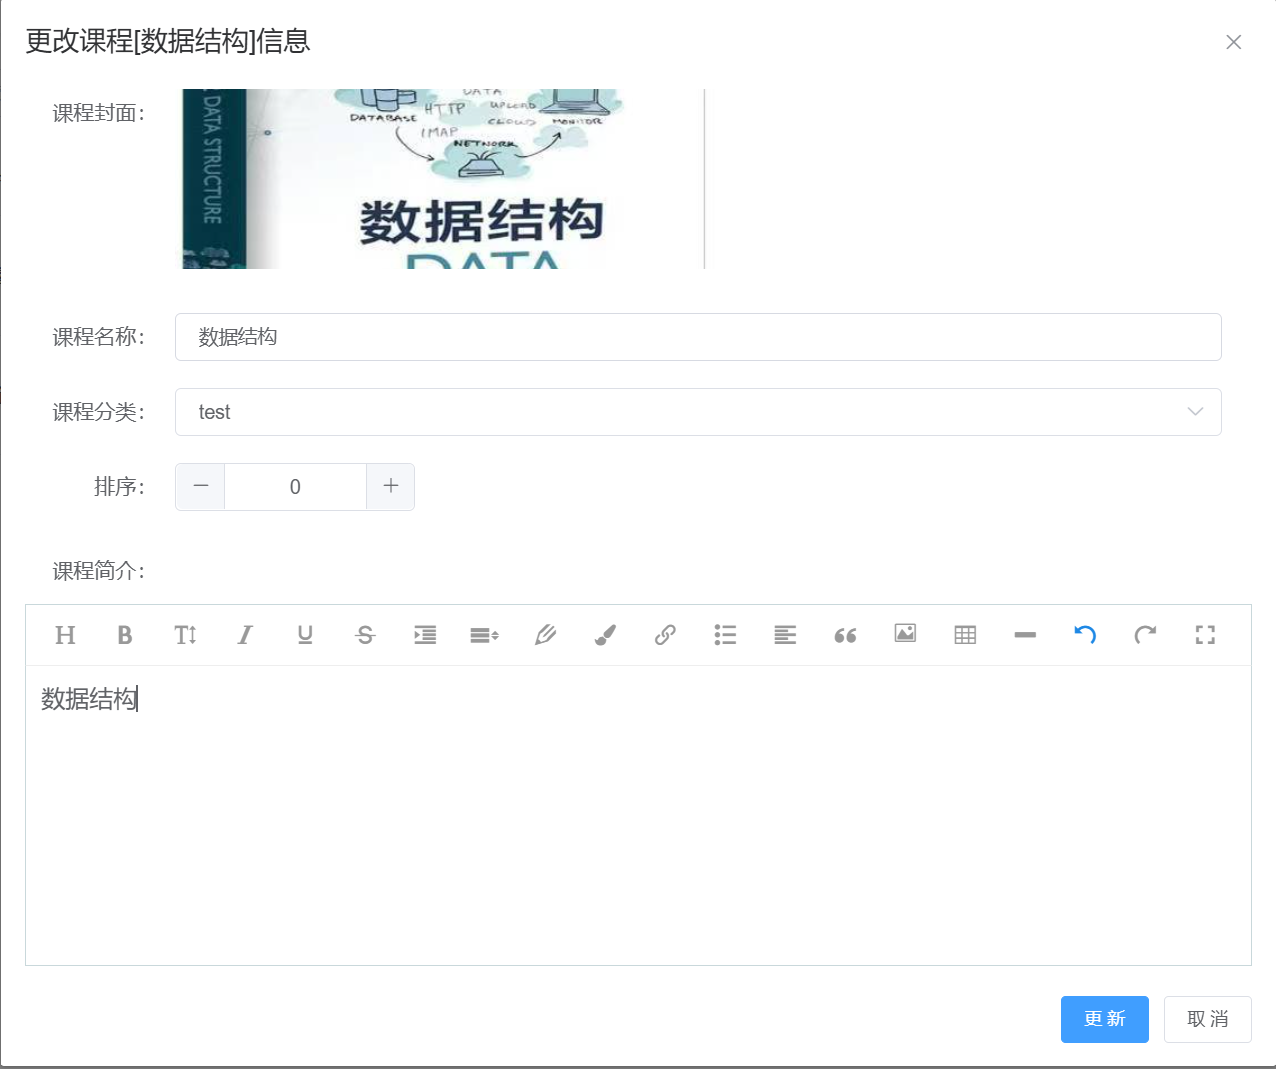 更改课程[数据结构]信息
课程封面：
DATA STRUCTURE
DATA
HTTP
UPLOAD
DATABASE
CLOUD
MONITOR
IMAP
NETWORK
数据结构
DATA
课程名称：
数据结构
课程分类：
test
排序：
0
课程简介：
数据结构
更新
取消